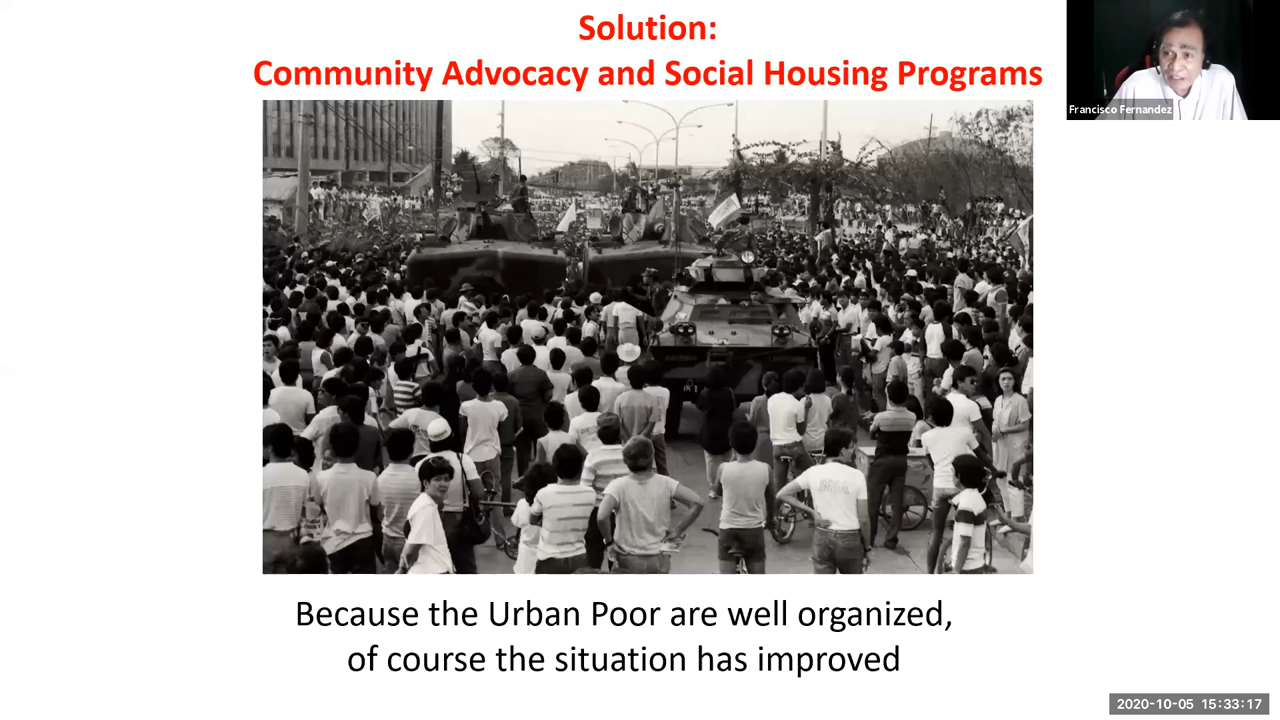 Solution:
Community Advocacy and Social Housing Programs
Francisco Fernandez
Because the Urban Poor are well organized,
of course the situation has improved
2020-10-05 15:33:17